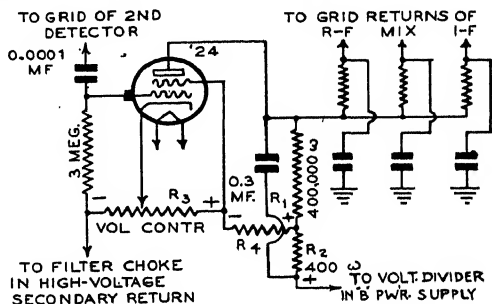 TO GRID OF 2ND
DETECTOR
0.0001
MF
'24
TO GRID RETURNS OF
R-F MIX I-F
3 MEG.
0.3
MF.
R1
400,000 ω
R3
VOL CONTR
R4
R2
400 ω
TO FILTER CHOKE
IN HIGH-VOLTAGE
SECONDARY RETURN
TO VOLT. DIVIDER
IN "B" PWR. SUPPLY